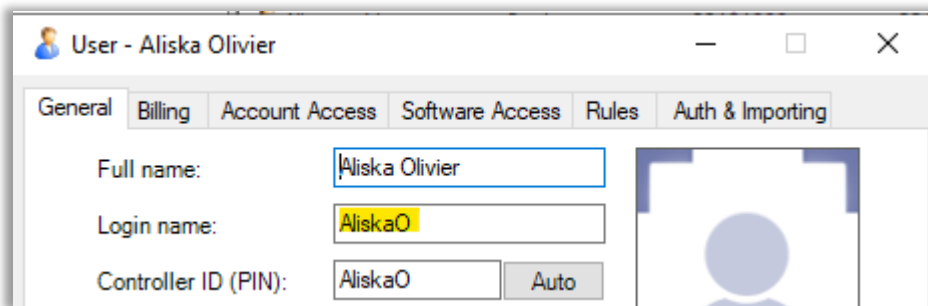 User - Aliska Olivier
General Billing Account Access Software Access Rules Auth & Importing
Full name: Aliska Olivier
Login name: AliskaO
Controller ID (PIN): AliskaO Auto